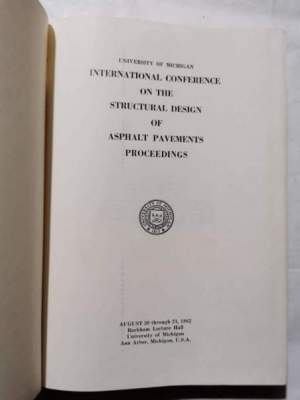 UNIVERSITY OF MICHIGAN
INTERNATIONAL CONFERENCE
ON THE
STRUCTURAL DESIGN
OF
ASPHALT PAVEMENTS
PROCEEDINGS
AUGUST 20 through 24, 1962
Rackham Lecture Hall
University of Michigan
Ann Arbor, Michigan, U.S.A.